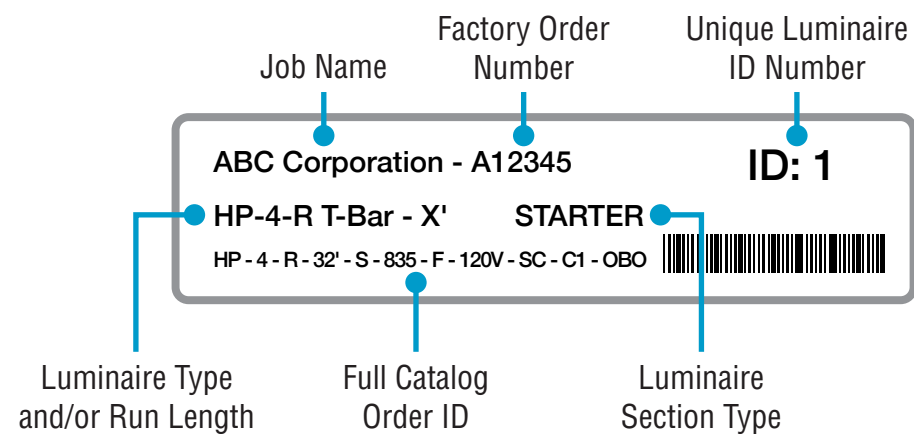 Factory Order
Number
Unique Luminaire
ID Number
Job Name
ABC Corporation - A12345
ID: 1
HP-4-R T-Bar - X'
STARTER
HP - 4 - R - 32' - S - 835 - F - 120V - SC - C1 - OBO
Luminaire Type
and/or Run Length
Full Catalog
Order ID
Luminaire
Section Type